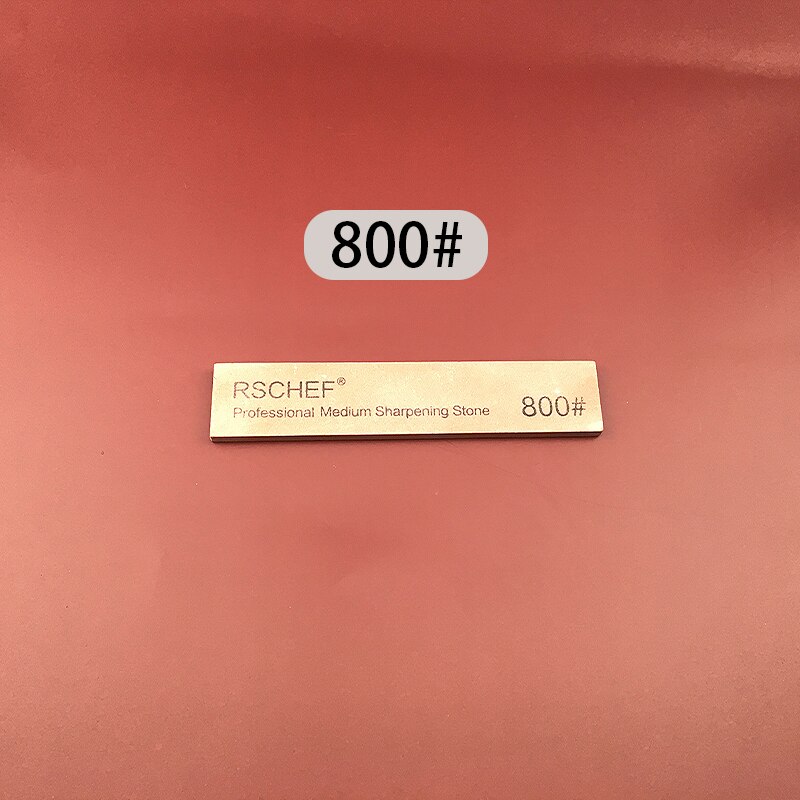 800#
RSCHEF®
Professional Medium Sharpening Stone 800#